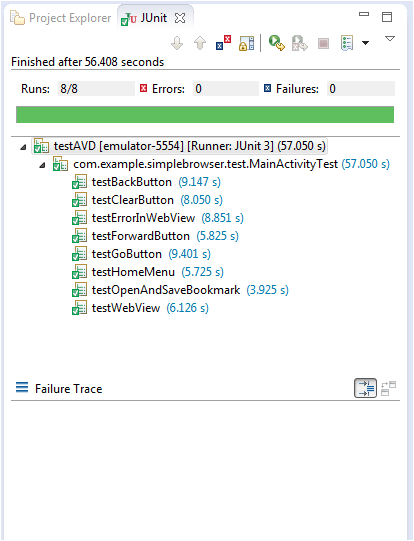 Project Explorer JUnit
Finished after 56.408 seconds
Runs: 8/8 Errors: 0 Failures: 0
testAVD [emulator-5554] [Runner: JUnit 3] (57.050 s)
com.example.simplebrowser.test.MainActivityTest (57.050 s)
testBackButton (9.147 s)
testClearButton (8.050 s)
testErrorInWebView (8.851 s)
testForwardButton (5.825 s)
testGoButton (9.401 s)
testHomeMenu (5.725 s)
testOpenAndSaveBookmark (3.925 s)
testWebView (6.126 s)
Failure Trace